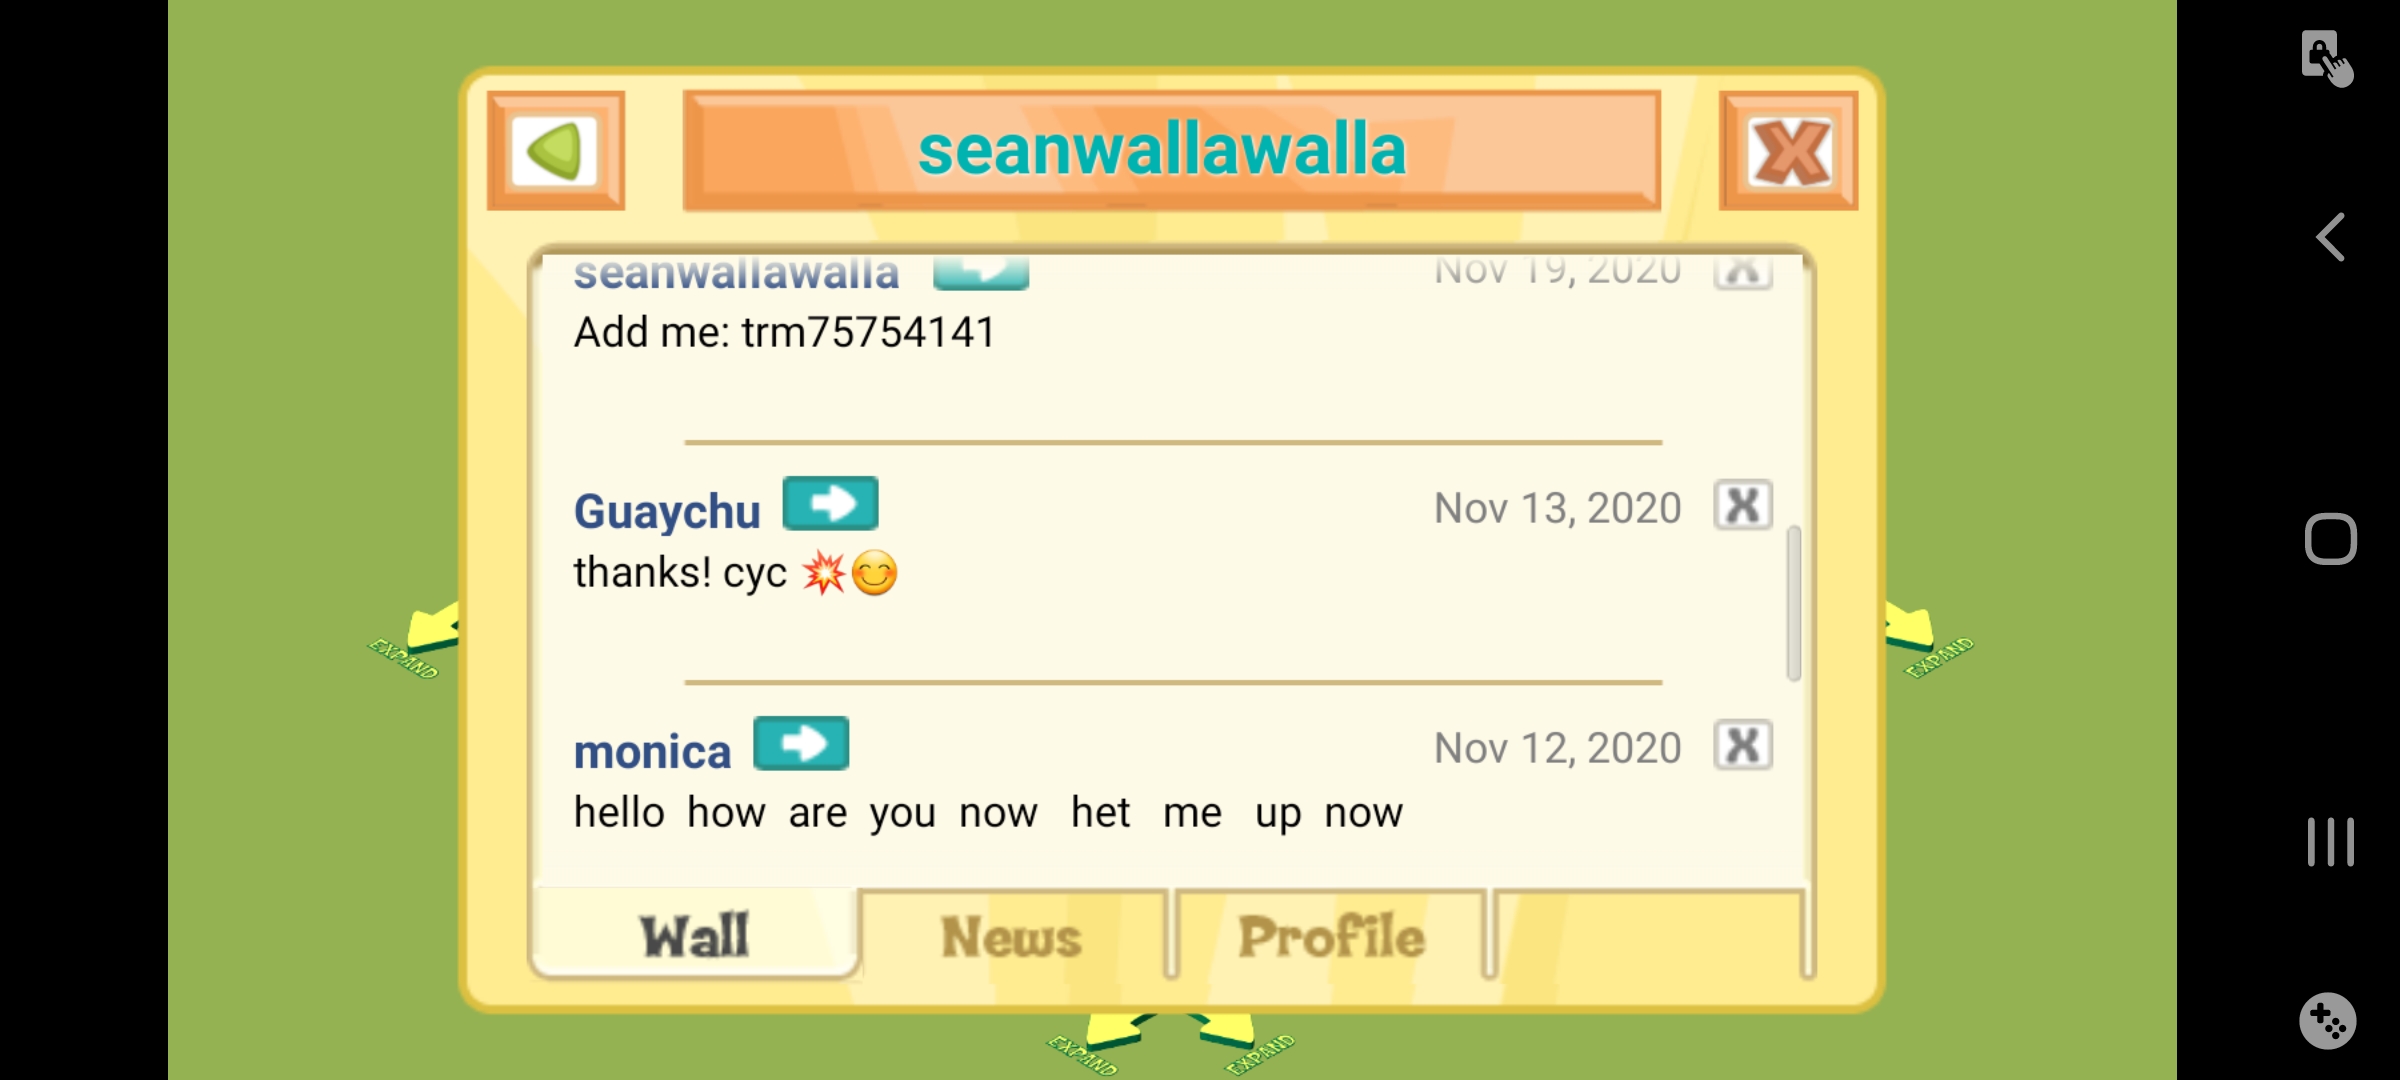 seanwallawalla
seanwallawalla Nov 19, 2020
Add me: trm75754141
Guaychu Nov 13, 2020
thanks! cyc 💥😊
monica Nov 12, 2020
hello how are you now het me up now
EXPAND EXPAND
Wall News Profile
EXPAND EXPAND